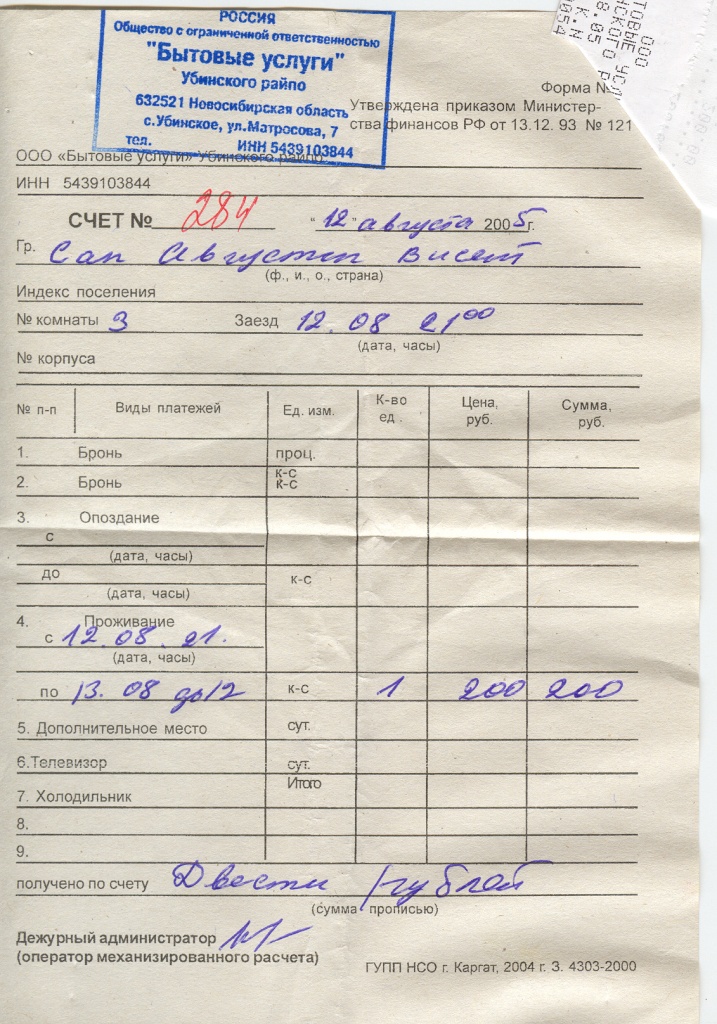 РОССИЯ
Общество с ограниченной ответственностью
"Бытовые услуги"
Убинского райпо
632521 Новосибирская область
с.Убинское, ул.Матросова, 7
тел. ИНН 5439103844
Форма №
Утверждена приказом Министер-
ства финансов РФ от 13.12. 93 № 121
ООО «Бытовые услуги» Убинского райпо.
ИНН 5439103844
СЧЕТ № 284 "12" августа 2005г.
Гр. Сан Августин Висент
(ф., и., о., страна)
Индекс поселения
№ комнаты 3 Заезд 12.08 21 00
(дата, часы)
№ корпуса
№ п-п Виды платежей Ед. изм. К-во ед. Цена, руб. Сумма, руб.
1. Бронь проц.
к-с
2. Бронь к-с
3. Опоздание
с
(дата, часы)
до к-с
(дата, часы)
4. Проживание
с 12.08 21.
(дата, часы)
по 13.08 до 12 к-с 1 200 200
5. Дополнительное место сут.
6.Телевизор сут.
Итого
7. Холодильник
8.
9.
получено по счету Двести рублей
(сумма прописью)
Дежурный администратор
(оператор механизированного расчета)
ГУПП НСО г. Каргат, 2004 г. З. 4303-2000